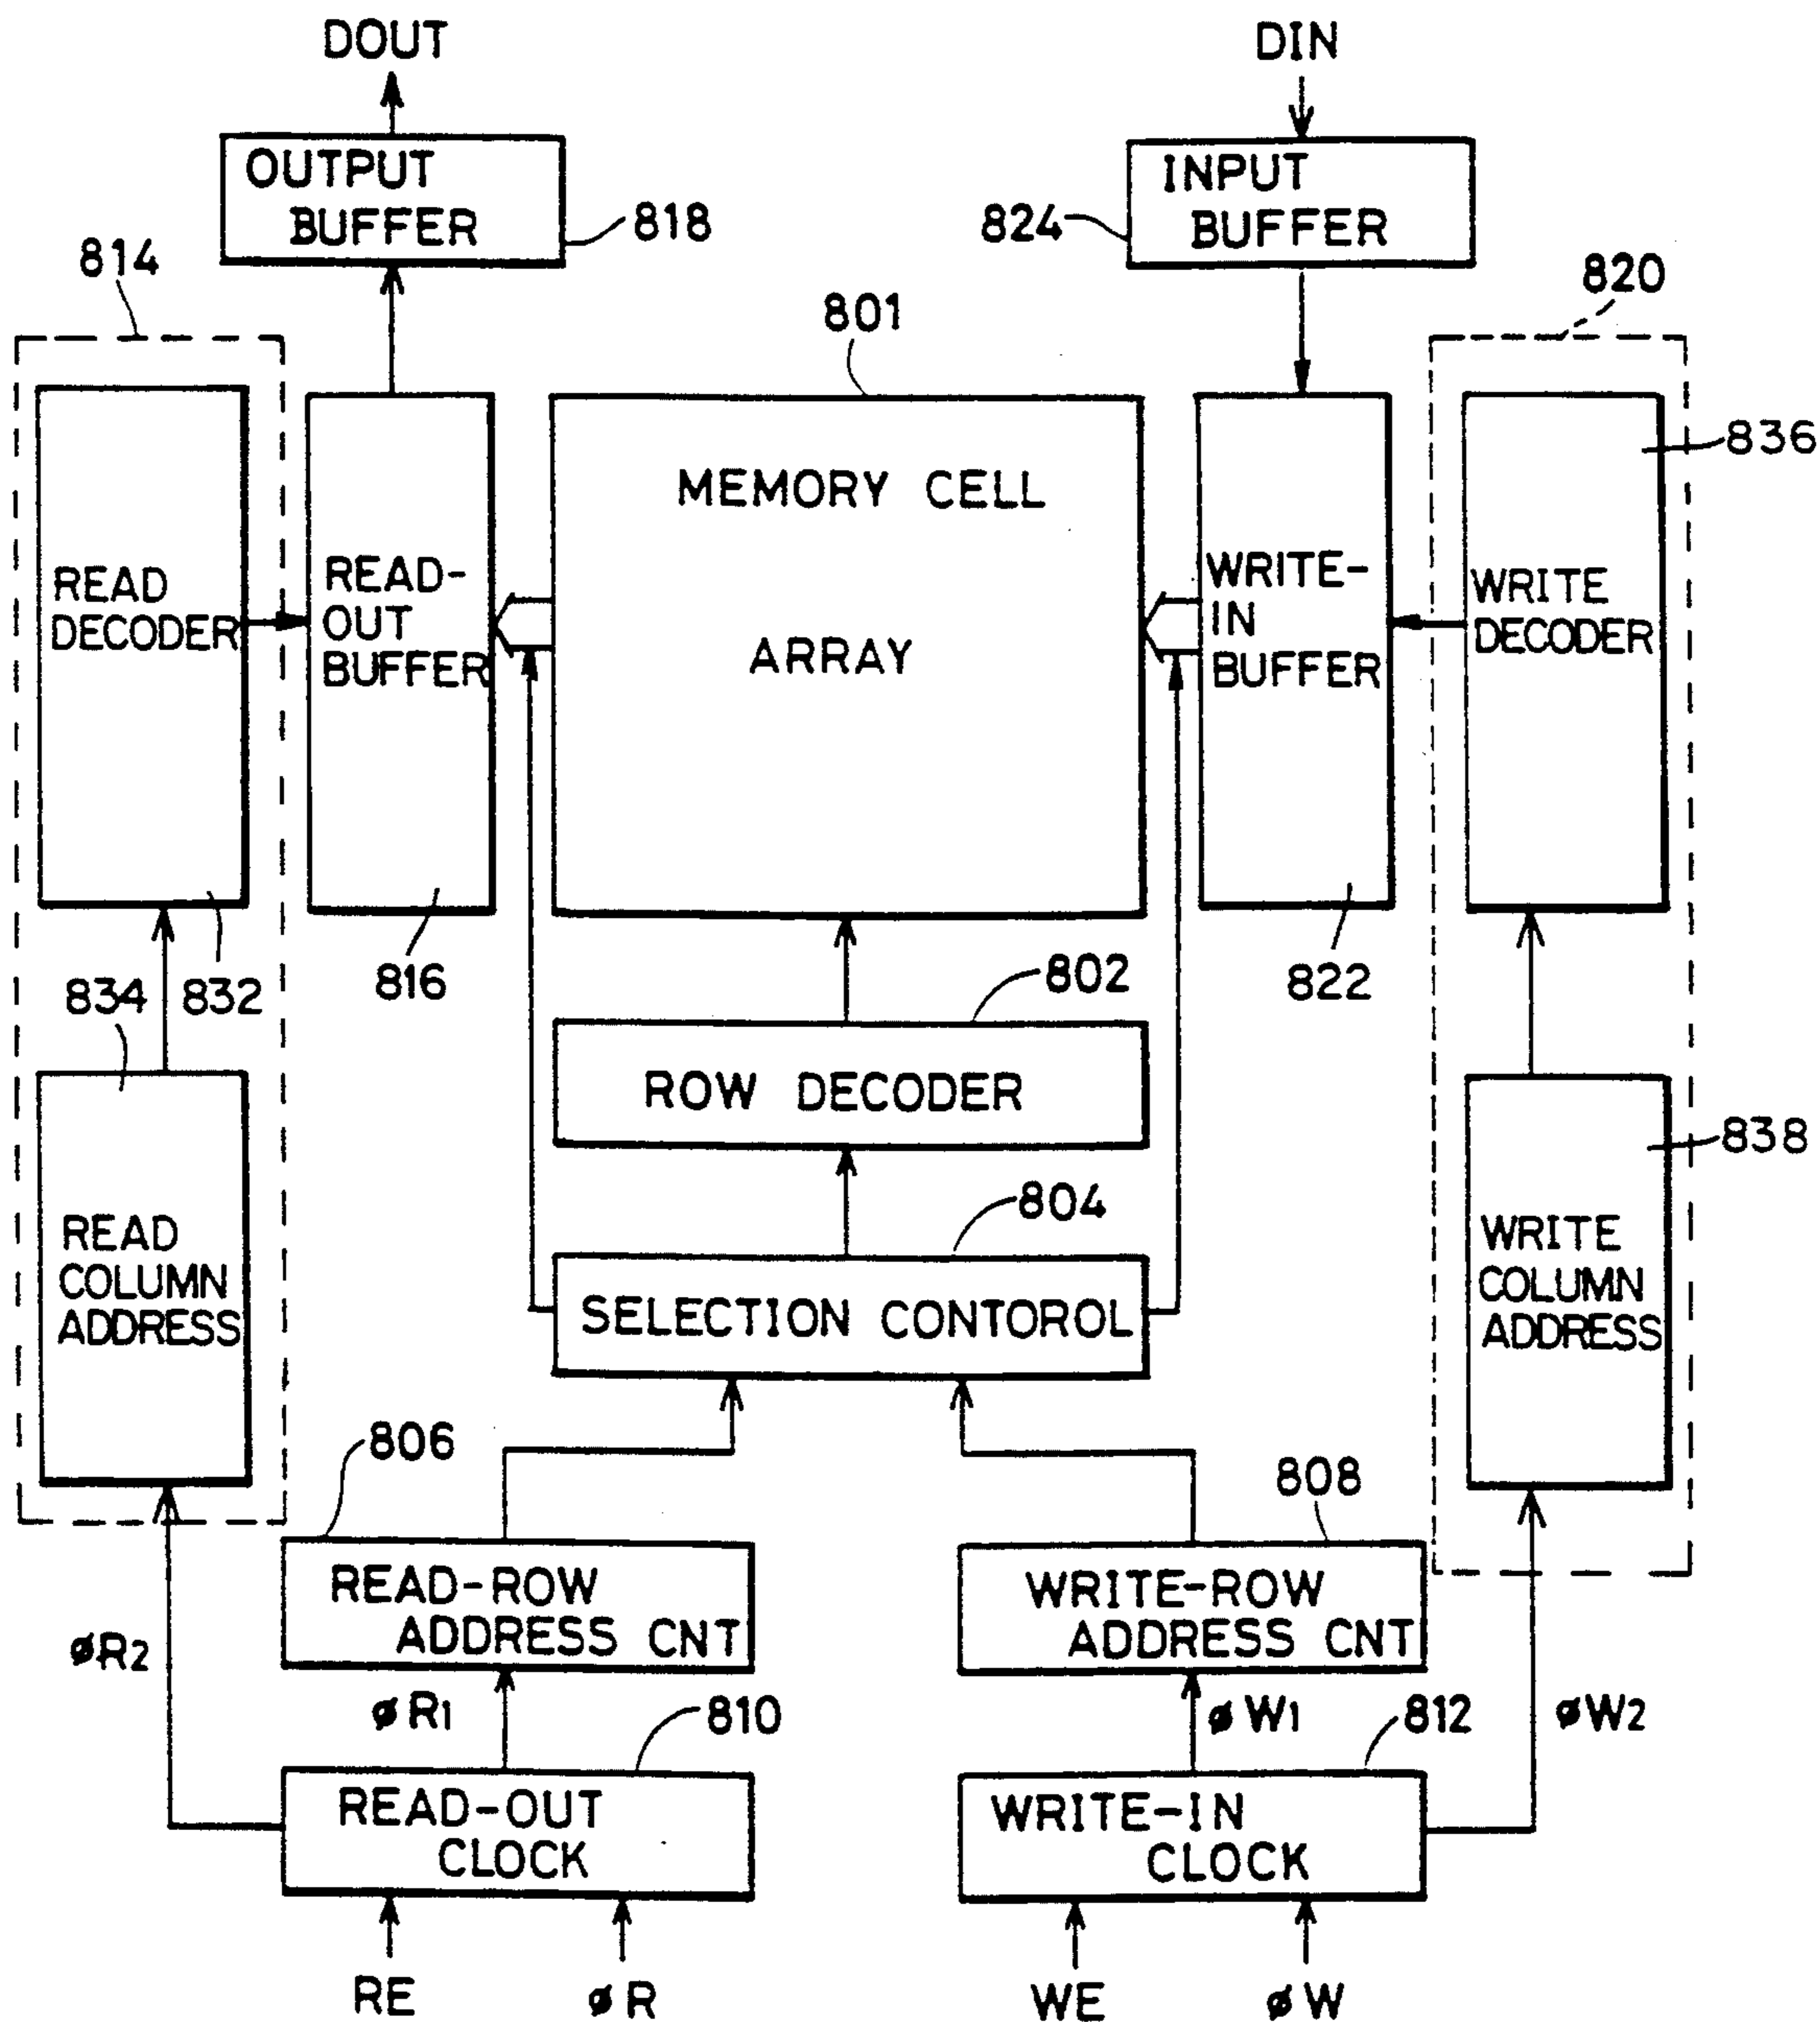 DOUT
DIN
OUTPUT
BUFFER
818
824
INPUT
BUFFER
814
820
801
836
MEMORY CELL
ARRAY
READ
DECODER
READ-
OUT
BUFFER
WRITE-
IN
BUFFER
WRITE
DECODER
834
832
816
802
822
ROW DECODER
838
804
READ
COLUMN
ADDRESS
SELECTION CONTOROL
WRITE
COLUMN
ADDRESS
806
808
READ-ROW
ADDRESS CNT
WRITE-ROW
ADDRESS CNT
øR2
øR1
810
øW1
812
øW2
READ-OUT
CLOCK
WRITE-IN
CLOCK
RE
øR
WE
øW